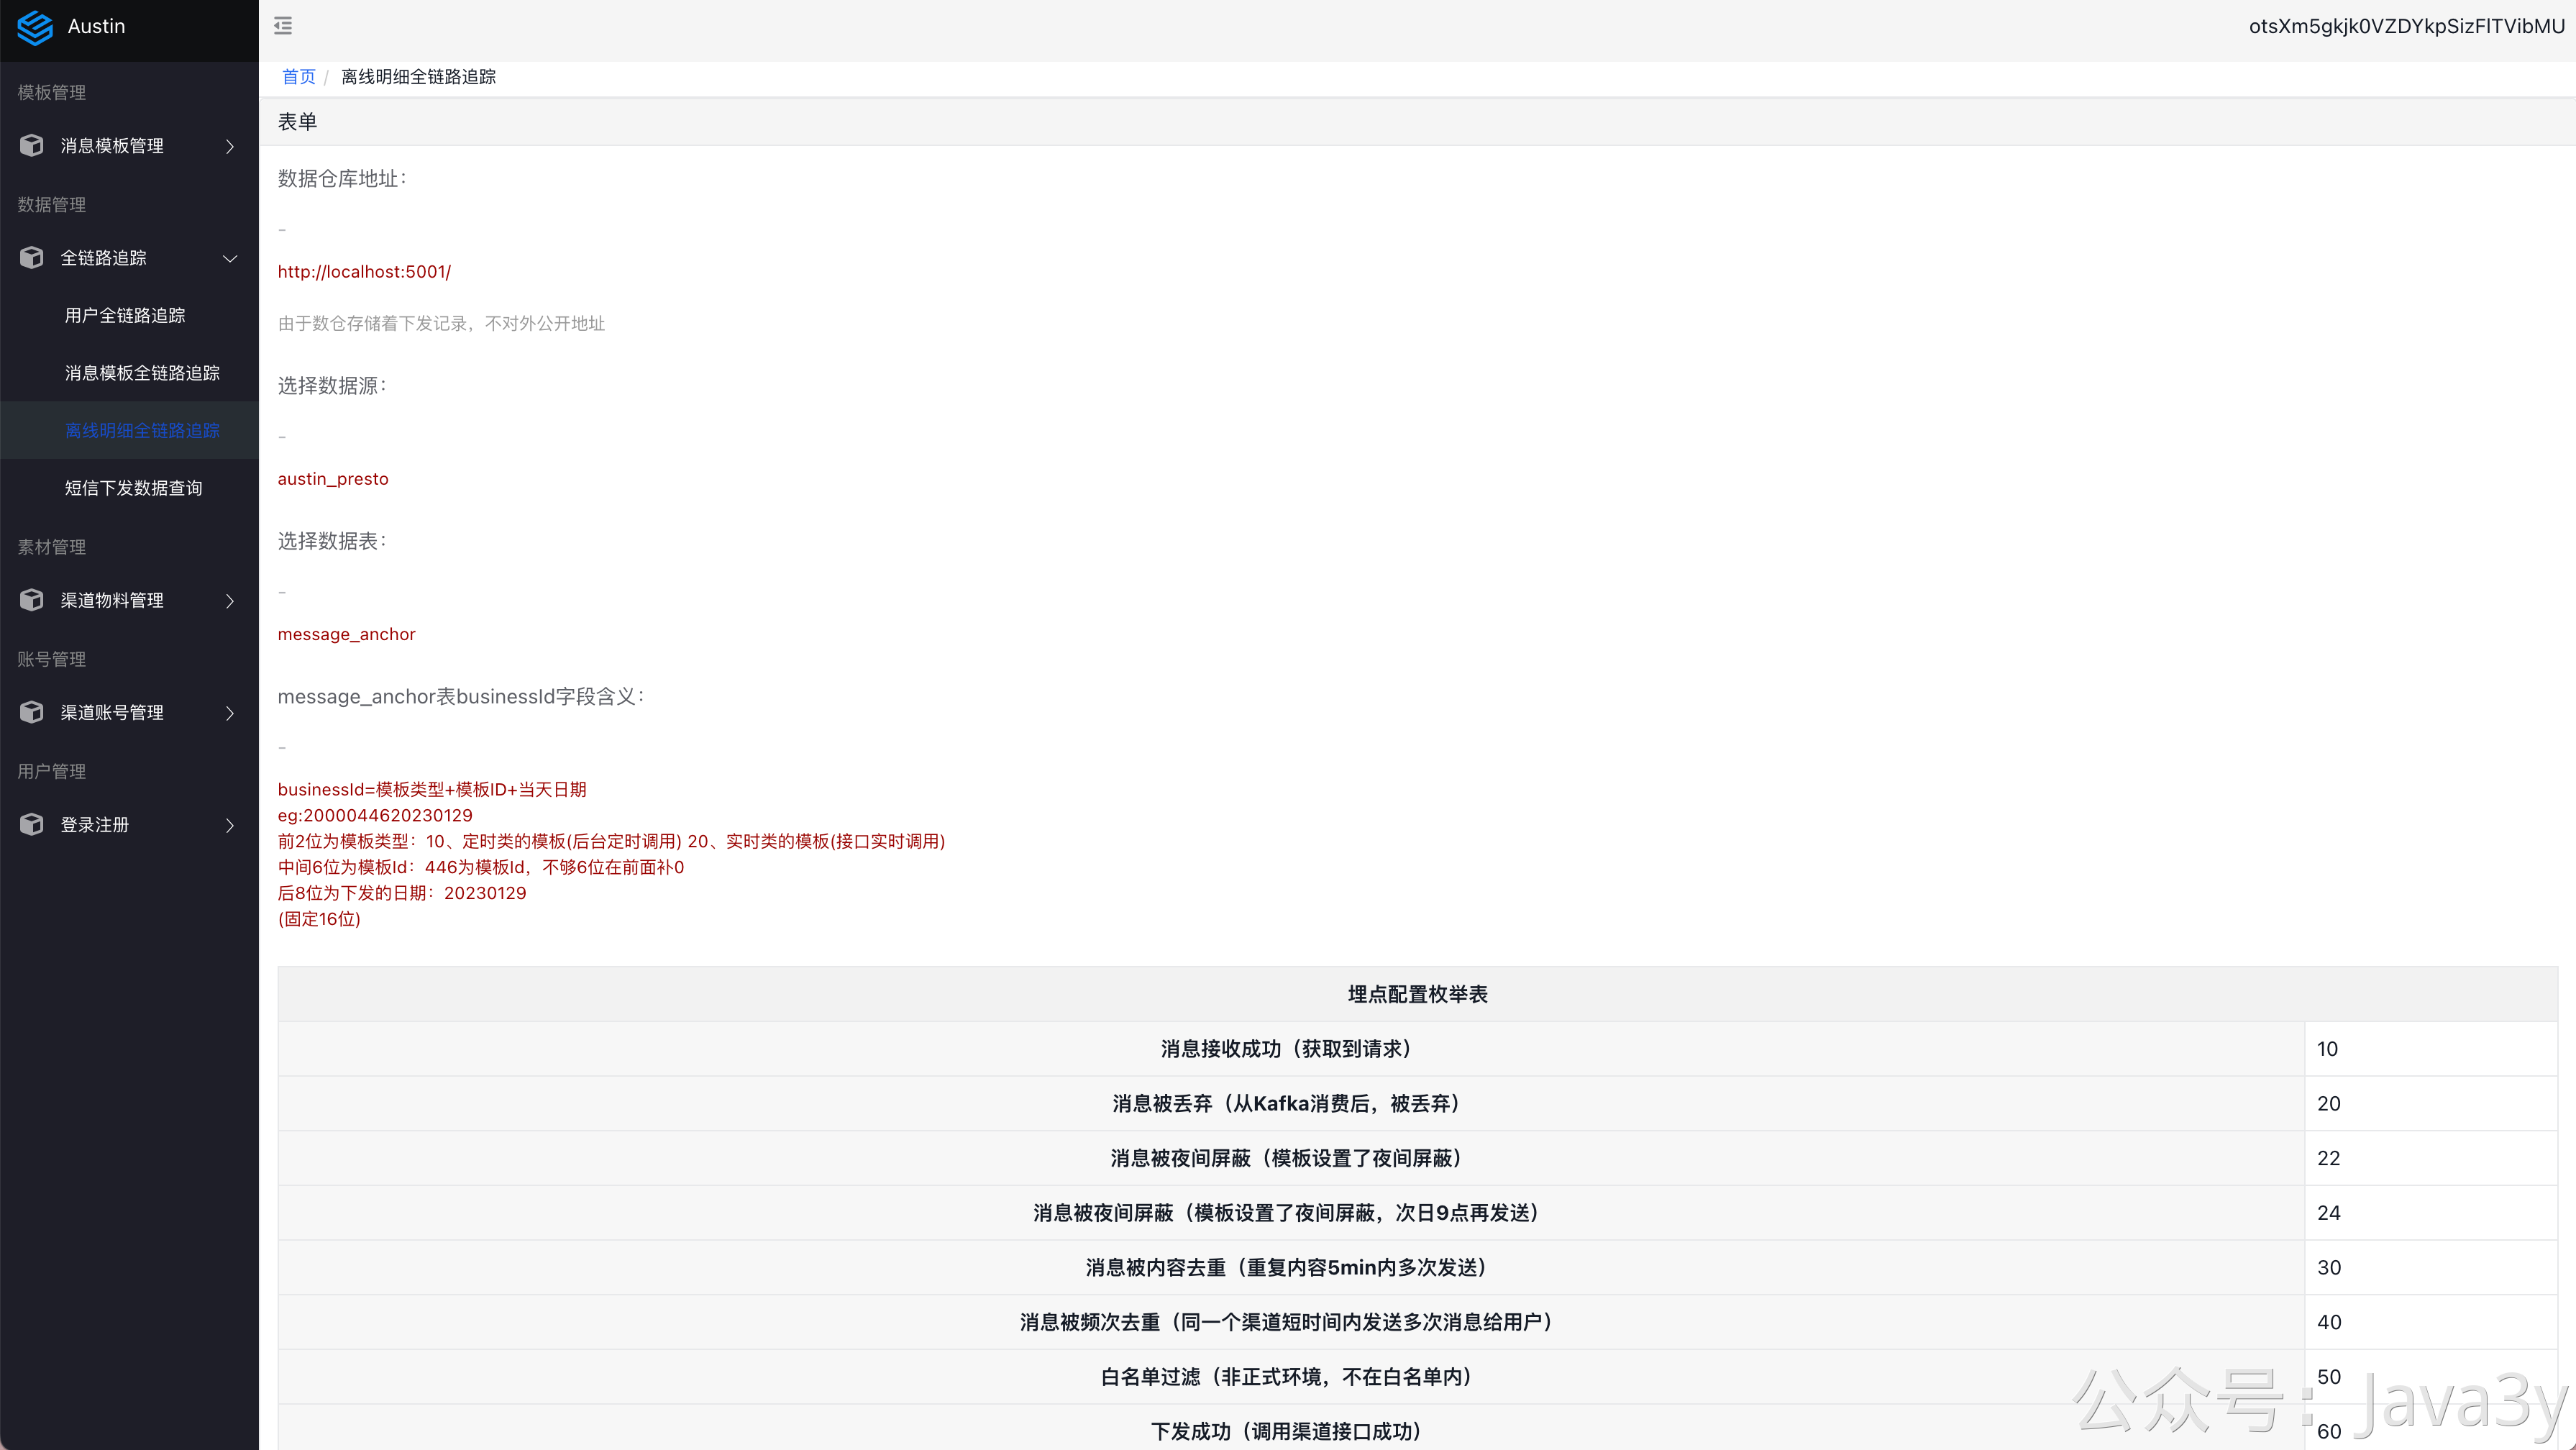 Austin
otsXm5gkjk0VZDYkpSizFlTVibMU
模板管理
消息模板管理
数据管理
全链路追踪
用户全链路追踪
消息模板全链路追踪
离线明细全链路追踪
短信下发数据查询
素材管理
渠道物料管理
账号管理
渠道账号管理
用户管理
登录注册
首页 / 离线明细全链路追踪
表单
数据仓库地址：
-
http://localhost:5001/
由于数仓存储着下发记录，不对外公开地址
选择数据源：
-
austin_presto
选择数据表：
-
message_anchor
message_anchor表businessId字段含义：
-
businessId=模板类型+模板ID+当天日期
eg:2000044620230129
前2位为模板类型：10、定时类的模板(后台定时调用) 20、实时类的模板(接口实时调用)
中间6位为模板Id：446为模板Id，不够6位在前面补0
后8位为下发的日期：20230129
(固定16位)
埋点配置枚举表
消息接收成功（获取到请求） 10
消息被丢弃（从Kafka消费后，被丢弃） 20
消息被夜间屏蔽（模板设置了夜间屏蔽） 22
消息被夜间屏蔽（模板设置了夜间屏蔽，次日9点再发送） 24
消息被内容去重（重复内容5min内多次发送） 30
消息被频次去重（同一个渠道短时间内发送多次消息给用户） 40
白名单过滤（非正式环境，不在白名单内） 50
下发成功（调用渠道接口成功） 60
公众号：Java3y